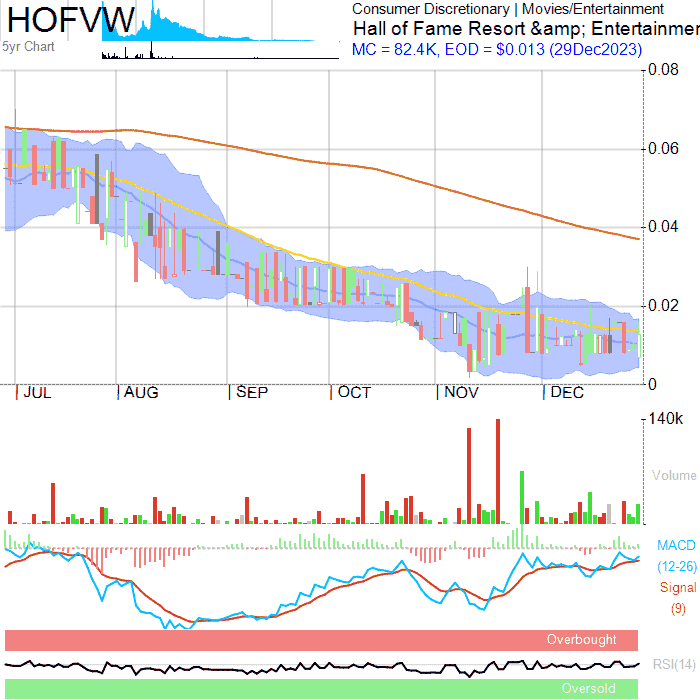 HOFVW
5yr Chart
Consumer Discretionary | Movies/Entertainment
Hall of Fame Resort &amp; Entertainmer
MC = 82.4K, EOD = $0.013 (29Dec2023)
0.08
0.06
0.04
0.02
0
JUL AUG SEP OCT NOV DEC
140k
Volume
MACD
(12-26)
Signal
(9)
Overbought
RSI(14)
Oversold